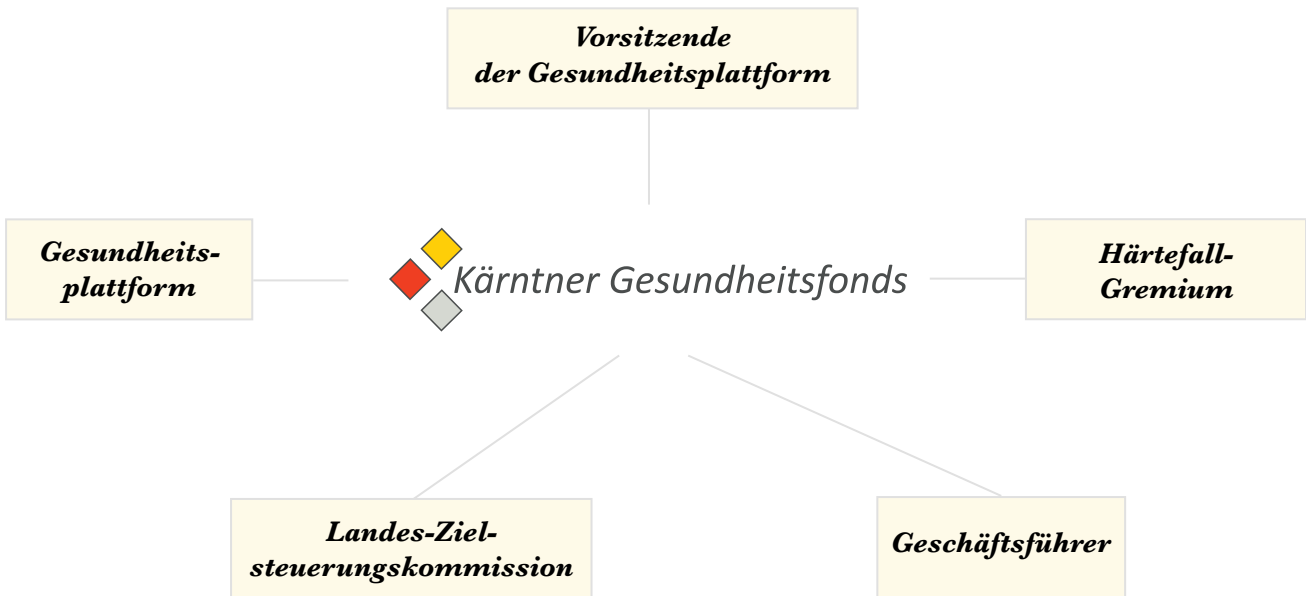 Vorsitzende
der Gesundheitsplattform
Gesundheits-
plattform
Kärntner Gesundheitsfonds
Härtefall-
Gremium
Landes-Ziel-
steuerungskommission
Geschäftsführer